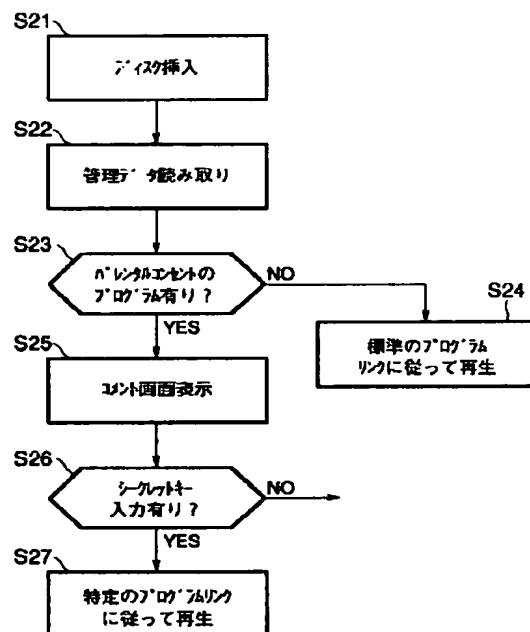 S21
ディスク挿入
S22
管理データ読み取り
S23
パレンタルコンセントの
プログラム有り?
NO
YES
S24
標準のプログラム
リンクに従って再生
S25
コメント画面表示
S26
シークレットキー
入力有り?
NO
YES
S27
特定のプログラムリンク
に従って再生